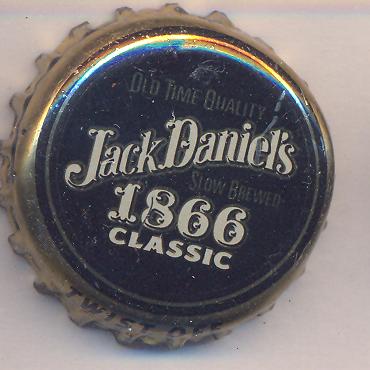 OLD TIME QUALITY
Jack Daniel's
SLOW BREWED
1866
CLASSIC
TWIST OFF